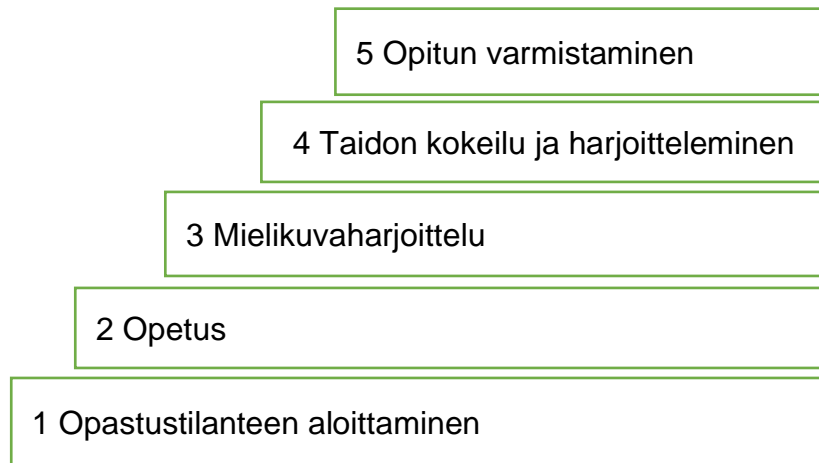 5 Opitun varmistaminen
4 Taidon kokeilu ja harjoitteleminen
3 Mielikuvaharjoittelu
2 Opetus
1 Opastustilanteen aloittaminen